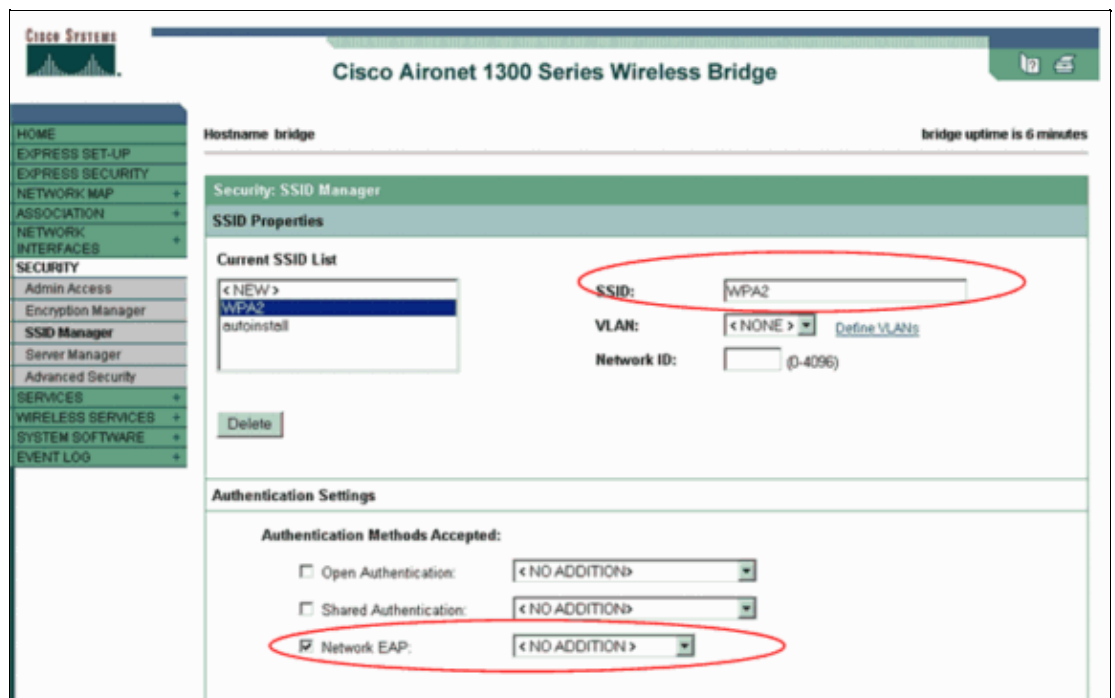 CISCO SYSTEMS
Cisco Aironet 1300 Series Wireless Bridge
HOME
EXPRESS SET-UP
EXPRESS SECURITY
NETWORK MAP +
ASSOCIATION +
NETWORK
INTERFACES +
SECURITY
Admin Access
Encryption Manager
SSID Manager
Server Manager
Advanced Security
SERVICES +
WIRELESS SERVICES +
SYSTEM SOFTWARE +
EVENT LOG +
Hostname bridge
bridge uptime is 6 minutes
Security: SSID Manager
SSID Properties
Current SSID List
< NEW >
WPA2
autoinstall
SSID: WPA2
VLAN: < NONE > Define VLANs
Network ID: (0-4096)
Delete
Authentication Settings
Authentication Methods Accepted:
Open Authentication: < NO ADDITION>
Shared Authentication: < NO ADDITION>
Network EAP: < NO ADDITION >